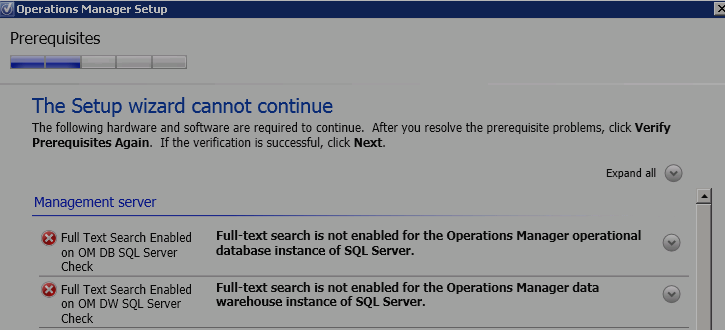 Operations Manager Setup
Prerequisites
The Setup wizard cannot continue
The following hardware and software are required to continue. After you resolve the prerequisite problems, click Verify
Prerequisites Again. If the verification is successful, click Next.
Expand all
Management server
Full Text Search Enabled
on OM DB SQL Server
Check
Full-text search is not enabled for the Operations Manager operational
database instance of SQL Server.
Full Text Search Enabled
on OM DW SQL Server
Check
Full-text search is not enabled for the Operations Manager data
warehouse instance of SQL Server.